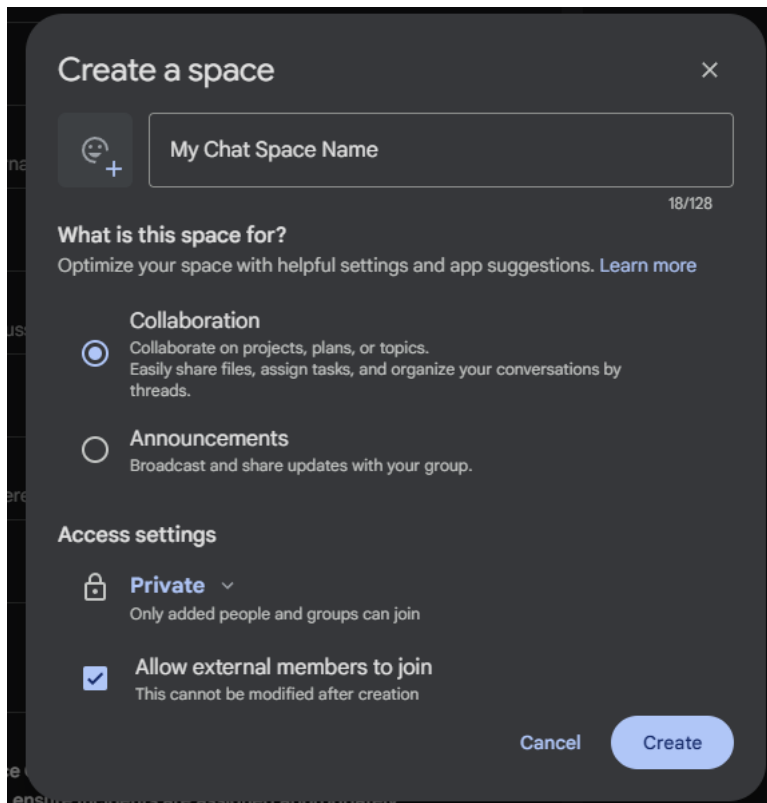 Create a space
My Chat Space Name
18/128
What is this space for?
Optimize your space with helpful settings and app suggestions. Learn more
Collaboration
Collaborate on projects, plans, or topics.
Easily share files, assign tasks, and organize your conversations by
threads.
Announcements
Broadcast and share updates with your group.
Access settings
Private
Only added people and groups can join
Allow external members to join
This cannot be modified after creation
Cancel Create